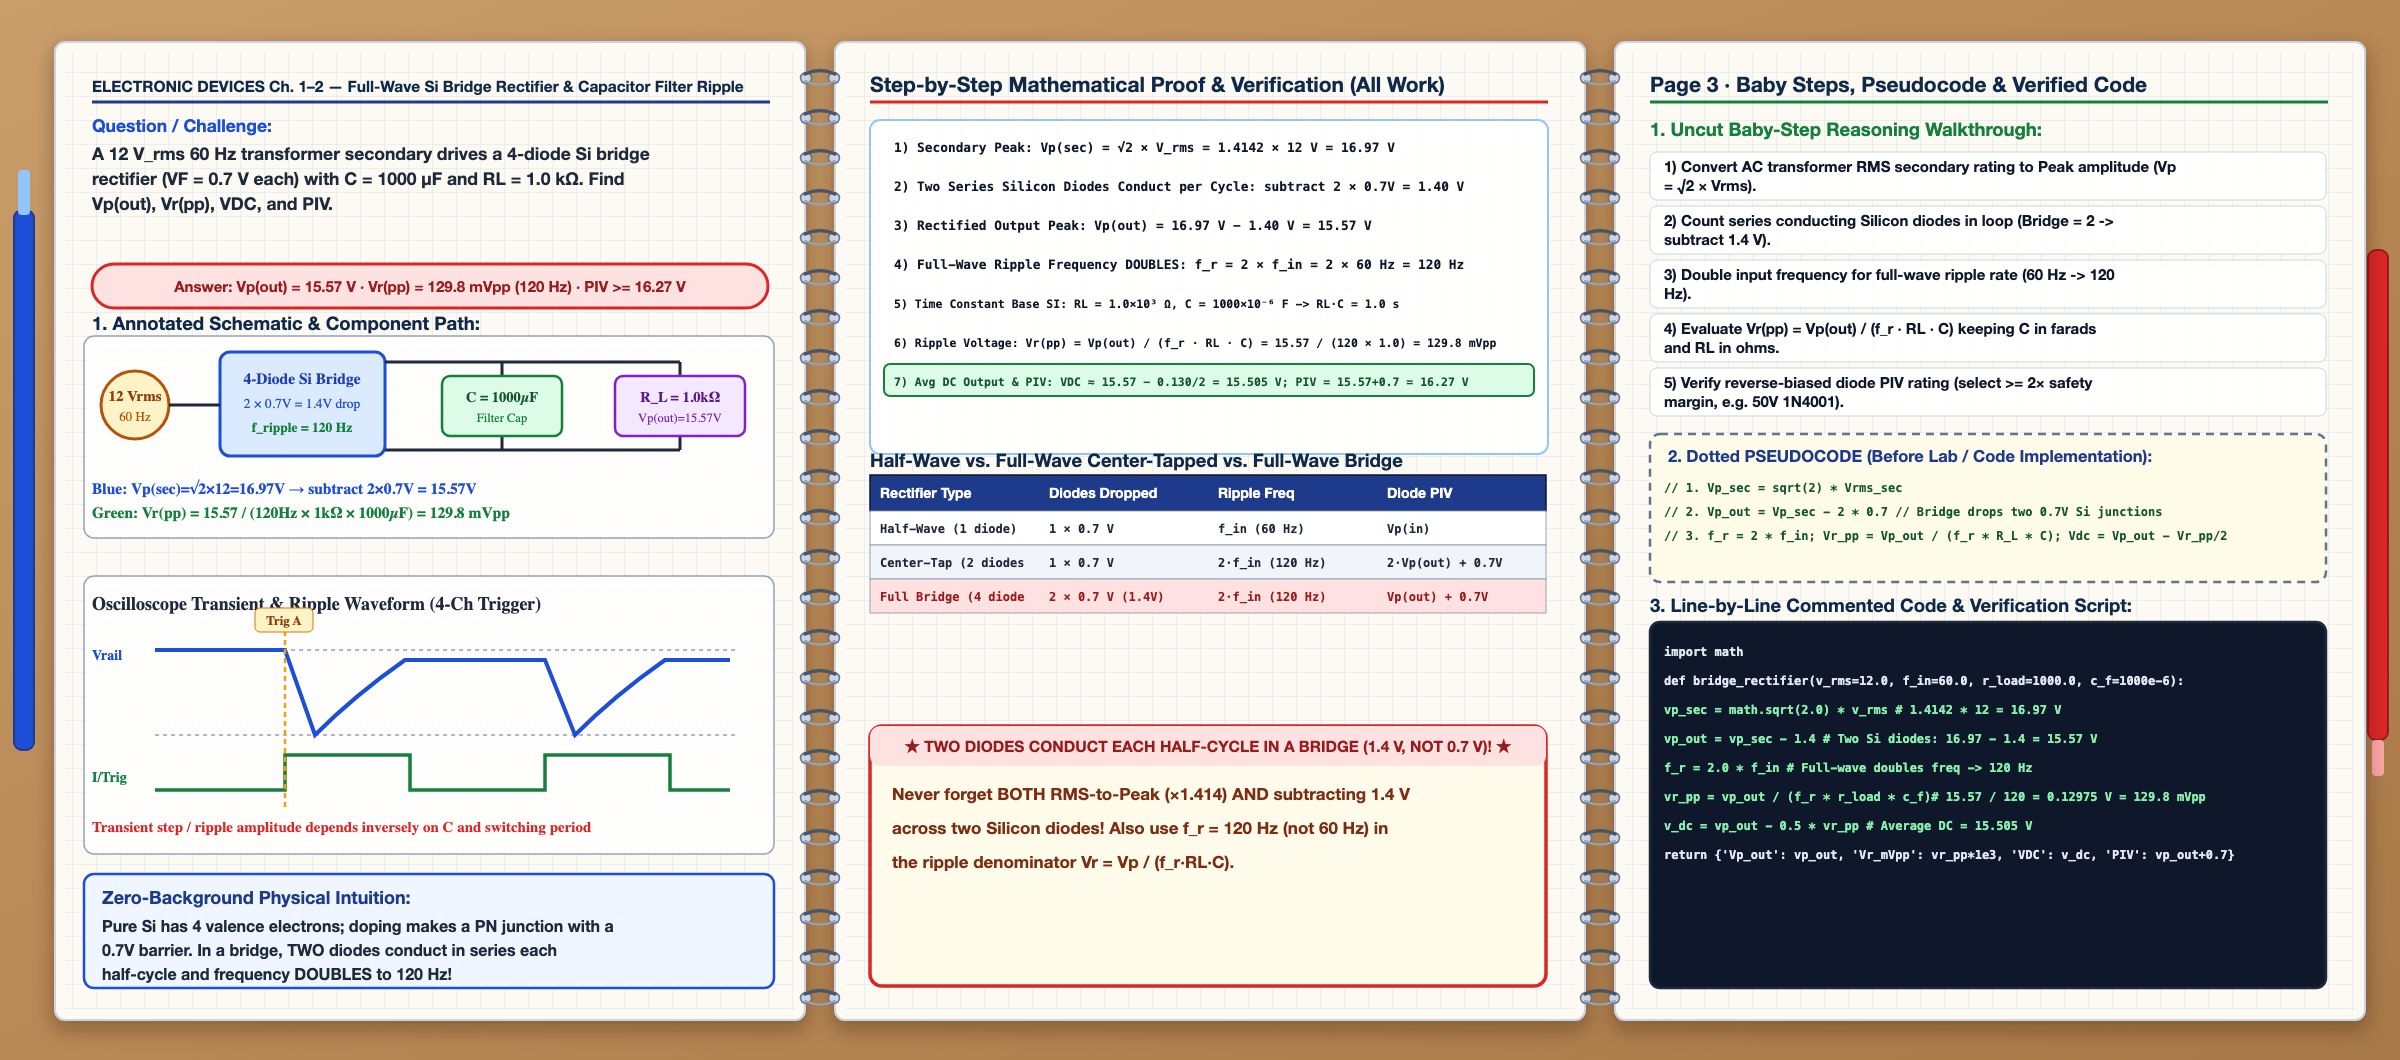 ELECTRONIC DEVICES Ch. 1–2 — Full-Wave Si Bridge Rectifier & Capacitor Filter Ripple
Question / Challenge:
A 12 V_rms 60 Hz transformer secondary drives a 4-diode Si bridge
rectifier (VF = 0.7 V each) with C = 1000 µF and RL = 1.0 kΩ. Find
Vp(out), Vr(pp), VDC, and PIV.
Answer: Vp(out) = 15.57 V · Vr(pp) = 129.8 mVpp (120 Hz) · PIV >= 16.27 V
1. Annotated Schematic & Component Path:
12 Vrms
60 Hz
4-Diode Si Bridge
2 × 0.7V = 1.4V drop
f_ripple = 120 Hz
C = 1000µF
Filter Cap
R_L = 1.0kΩ
Vp(out)=15.57V
Blue: Vp(sec)=√2×12=16.97V → subtract 2×0.7V = 15.57V
Green: Vr(pp) = 15.57 / (120Hz × 1kΩ × 1000µF) = 129.8 mVpp
Oscilloscope Transient & Ripple Waveform (4-Ch Trigger)
Trig A
Vrail
I/Trig
Transient step / ripple amplitude depends inversely on C and switching period
Zero-Background Physical Intuition:
Pure Si has 4 valence electrons; doping makes a PN junction with a
0.7V barrier. In a bridge, TWO diodes conduct in series each
half-cycle and frequency DOUBLES to 120 Hz!
Step-by-Step Mathematical Proof & Verification (All Work)
1) Secondary Peak: Vp(sec) = √2 × V_rms = 1.4142 × 12 V = 16.97 V
2) Two Series Silicon Diodes Conduct per Cycle: subtract 2 × 0.7V = 1.40 V
3) Rectified Output Peak: Vp(out) = 16.97 V − 1.40 V = 15.57 V
4) Full−Wave Ripple Frequency DOUBLES: f_r = 2 × f_in = 2 × 60 Hz = 120 Hz
5) Time Constant Base SI: RL = 1.0×10³ Ω, C = 1000×10⁻⁶ F −> RL·C = 1.0 s
6) Ripple Voltage: Vr(pp) = Vp(out) / (f_r · RL · C) = 15.57 / (120 × 1.0) = 129.8 mVpp
7) Avg DC Output & PIV: VDC ≈ 15.57 − 0.130/2 = 15.505 V; PIV = 15.57+0.7 = 16.27 V
Half-Wave vs. Full-Wave Center-Tapped vs. Full-Wave Bridge
Rectifier Type Diodes Dropped Ripple Freq Diode PIV
Half−Wave (1 diode) 1 × 0.7 V f_in (60 Hz) Vp(in)
Center−Tap (2 diodes 1 × 0.7 V 2·f_in (120 Hz) 2·Vp(out) + 0.7V
Full Bridge (4 diode 2 × 0.7 V (1.4V) 2·f_in (120 Hz) Vp(out) + 0.7V
★ TWO DIODES CONDUCT EACH HALF-CYCLE IN A BRIDGE (1.4 V, NOT 0.7 V)! ★
Never forget BOTH RMS-to-Peak (×1.414) AND subtracting 1.4 V
across two Silicon diodes! Also use f_r = 120 Hz (not 60 Hz) in
the ripple denominator Vr = Vp / (f_r·RL·C).
Page 3 · Baby Steps, Pseudocode & Verified Code
1. Uncut Baby-Step Reasoning Walkthrough:
1) Convert AC transformer RMS secondary rating to Peak amplitude (Vp
= √2 × Vrms).
2) Count series conducting Silicon diodes in loop (Bridge = 2 ->
subtract 1.4 V).
3) Double input frequency for full-wave ripple rate (60 Hz -> 120
Hz).
4) Evaluate Vr(pp) = Vp(out) / (f_r · RL · C) keeping C in farads
and RL in ohms.
5) Verify reverse-biased diode PIV rating (select >= 2× safety
margin, e.g. 50V 1N4001).
2. Dotted PSEUDOCODE (Before Lab / Code Implementation):
// 1. Vp_sec = sqrt(2) * Vrms_sec
// 2. Vp_out = Vp_sec − 2 * 0.7 // Bridge drops two 0.7V Si junctions
// 3. f_r = 2 * f_in; Vr_pp = Vp_out / (f_r * R_L * C); Vdc = Vp_out − Vr_pp/2
3. Line-by-Line Commented Code & Verification Script:
import math
def bridge_rectifier(v_rms=12.0, f_in=60.0, r_load=1000.0, c_f=1000e−6):
vp_sec = math.sqrt(2.0) * v_rms # 1.4142 * 12 = 16.97 V
vp_out = vp_sec − 1.4 # Two Si diodes: 16.97 − 1.4 = 15.57 V
f_r = 2.0 * f_in # Full−wave doubles freq −> 120 Hz
vr_pp = vp_out / (f_r * r_load * c_f)# 15.57 / 120 = 0.12975 V = 129.8 mVpp
v_dc = vp_out − 0.5 * vr_pp # Average DC = 15.505 V
return {'Vp_out': vp_out, 'Vr_mVpp': vr_pp*1e3, 'VDC': v_dc, 'PIV': vp_out+0.7}